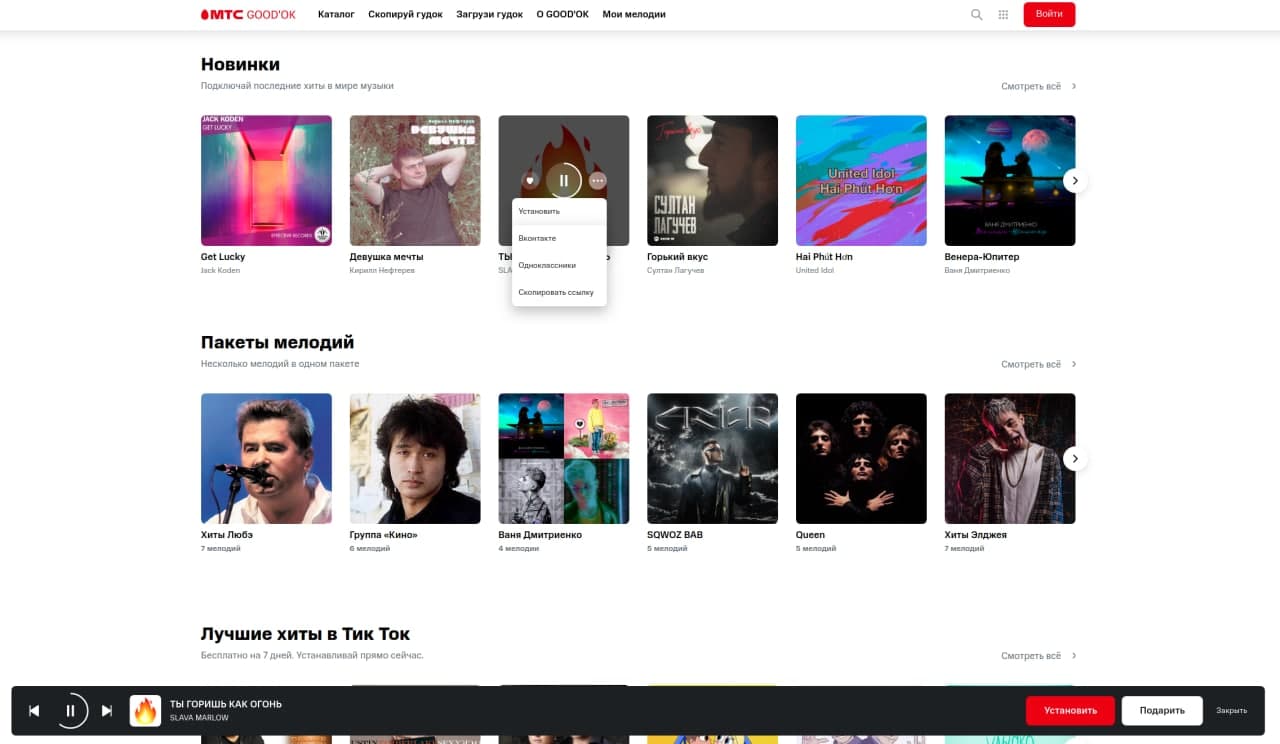 МТС GOOD'OK
Каталог Скопируй гудок Загрузи гудок О GOOD'OK Мои мелодии
Войти
Новинки
Подключай последние хиты в мире музыки
Смотреть всё
JACK KODEN
GET LUCKY
EFFECTIVE RECORDS
КИРИЛЛ НЕФТЕРЕВ
ДЕВУШКА
МЕЧТЫ
Горький вкус
СУЛТАН
ЛАГУЧЕВ
United Idol
Hai Phút Hơn
ВАНЯ ДМИТРИЕНКО
Установить
Вконтакте
Одноклассники
Скопировать ссылку
Get Lucky
Jack Koden
Девушка мечты
Кирилл Нефтерев
Горький вкус
Султан Лагучев
Hai Phút Hơn
United Idol
Венера-Юпитер
Ваня Дмитриенко
Пакеты мелодий
Несколько мелодий в одном пакете
Смотреть всё
Хиты Любэ
7 мелодий
Группа «Кино»
6 мелодий
Ваня Дмитриенко
4 мелодии
SQWOZ BAB
5 мелодий
Queen
5 мелодий
Хиты Элджея
7 мелодий
Лучшие хиты в Тик Ток
Бесплатно на 7 дней. Устанавливай прямо сейчас.
Смотреть всё
ТЫ ГОРИШЬ КАК ОГОНЬ
SLAVA MARLOW
Установить
Подарить
Закрыть